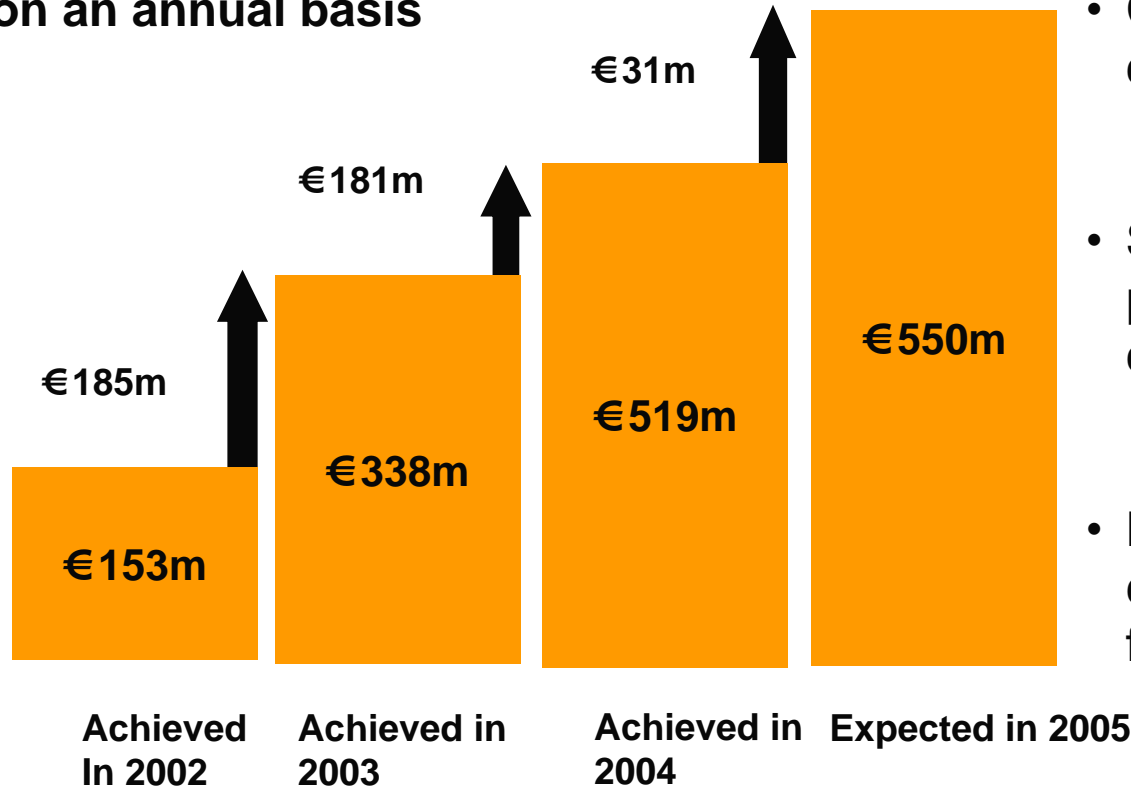 on an annual basis
€31m
€181m
€185m
€550m
€519m
€338m
€153m
Achieved
In 2002
Achieved in
2003
Achieved in
2004
Expected in 2005